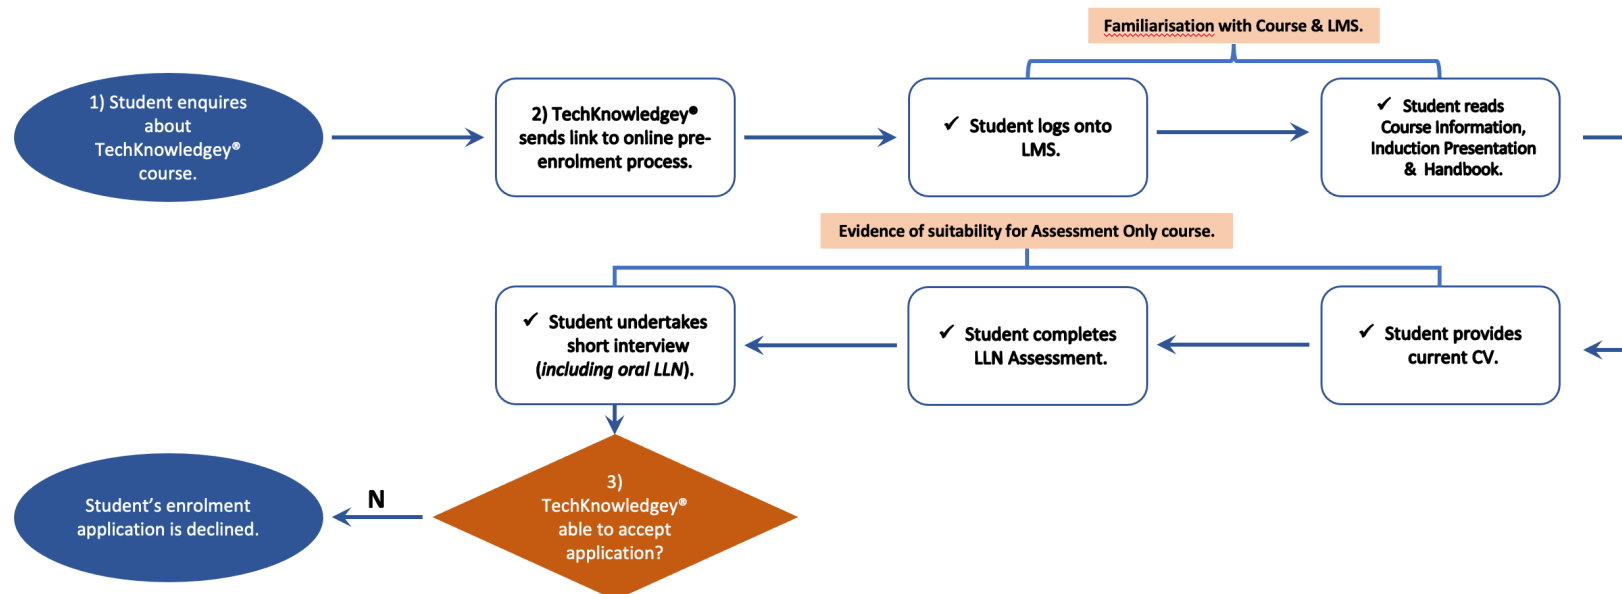 Familiarisation with Course & LMS.
1) Student enquires
about
TechKnowledgey®
course.
2) TechKnowledgey®
sends link to online pre-
enrolment process.
✓ Student logs onto
LMS.
✓ Student reads
Course Information,
Induction Presentation
& Handbook.
Evidence of suitability for Assessment Only course.
✓ Student provides
current CV.
✓ Student completes
LLN Assessment.
✓ Student undertakes
short interview
(including oral LLN).
3)
TechKnowledgey®
able to accept
application?
N
Student’s enrolment
application is declined.